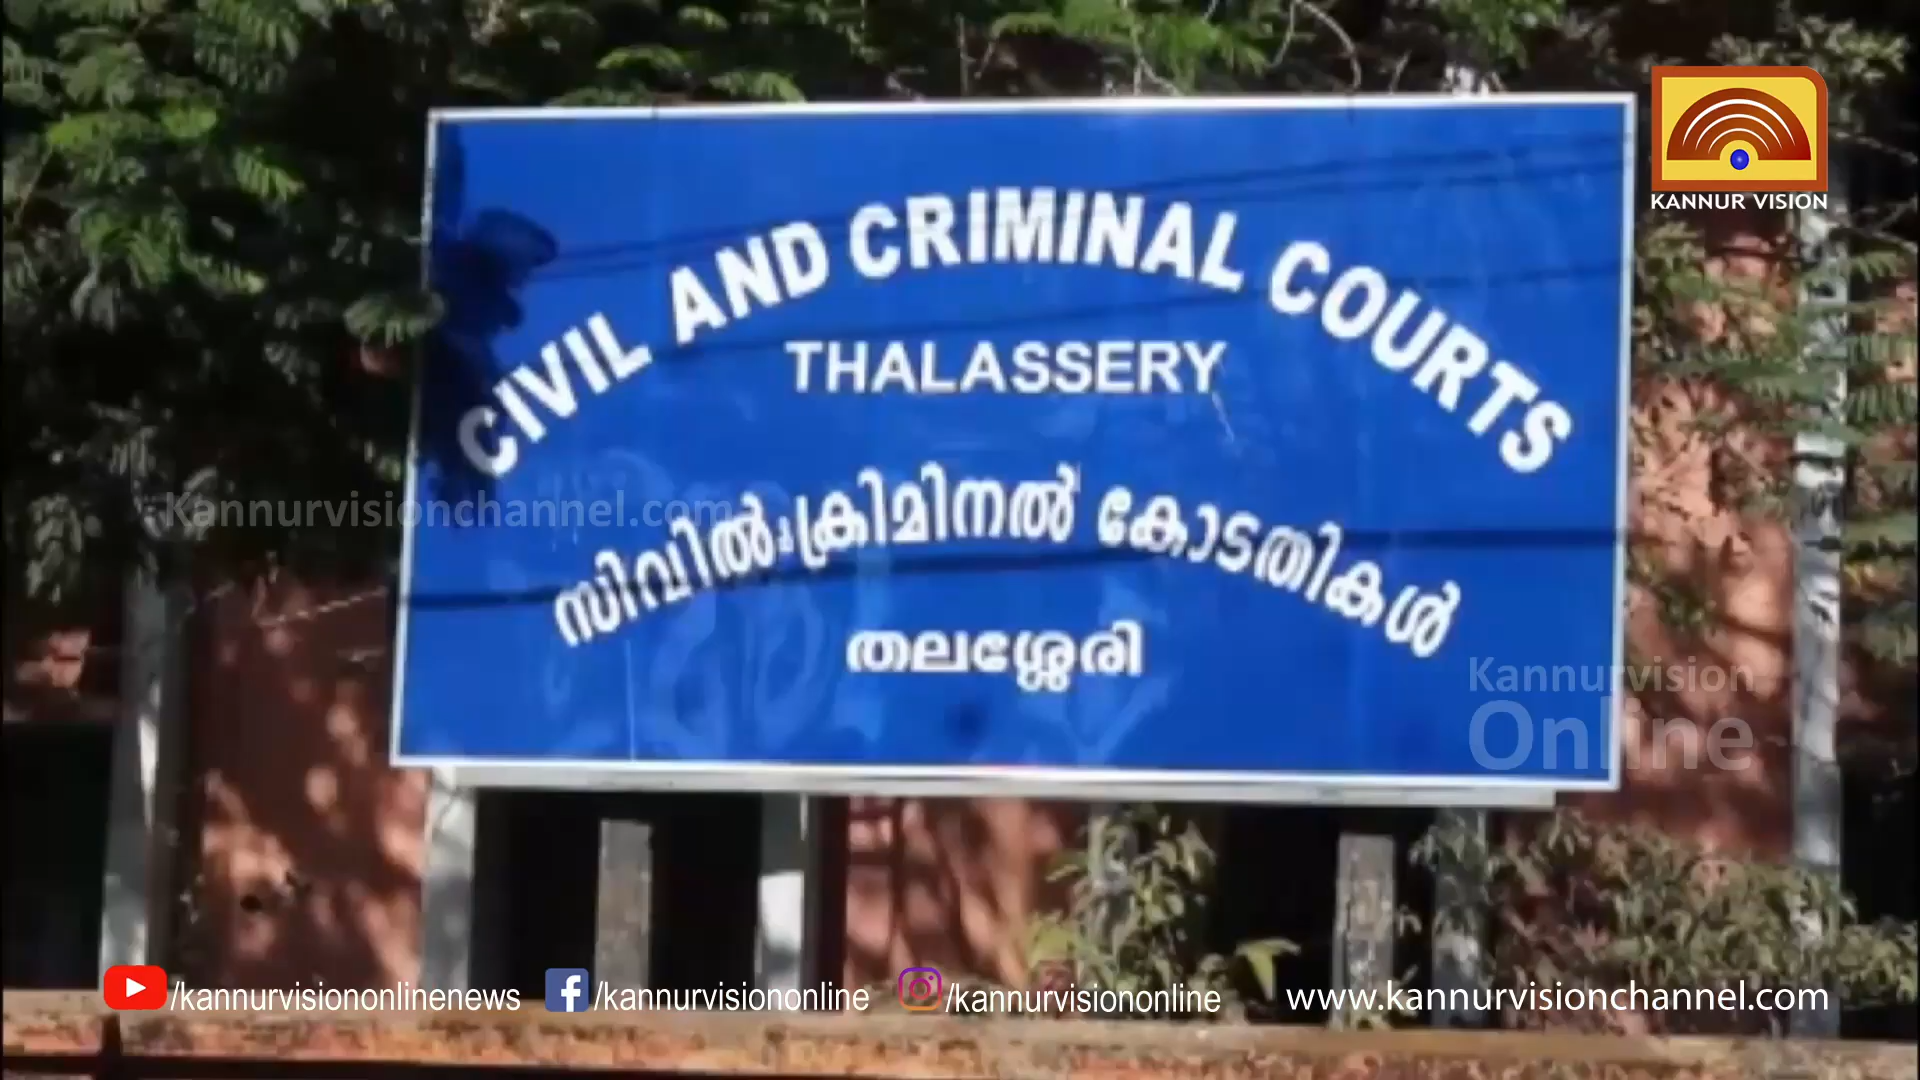 KANNUR VISION
CIVIL AND CRIMINAL COURTS
THALASSERY
Kannurvisionchannel.com
സിവിൽ & ക്രിമിനൽ കോടതികൾ
തലശ്ശേരി
Kannurvision
Online
/kannurvisiononlinenews
/kannurvisiononline
/kannurvisiononline
www.kannurvisionchannel.com